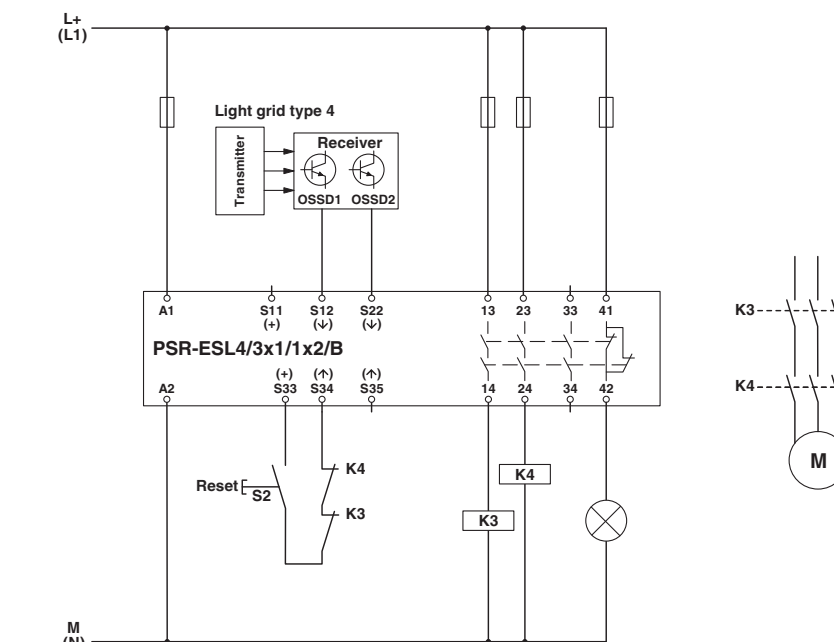 L+
(L1)
Light grid type 4
Transmitter
Receiver
OSSD1 OSSD2
A1 S11 S12 S22 13 23 33 41
(+) (↓) (↓)
PSR-ESL4/3x1/1x2/B
(+) (↑) (↑)
A2 S33 S34 S35 14 24 34 42
K3
K4
M
Reset
S2
K4
K3
K4
K3
M
(N)